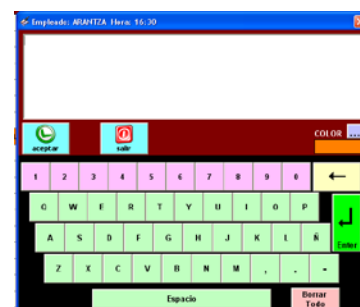 Empleado: ARANTZA Hora: 16:30
aceptar salir COLOR ...
1 2 3 4 5 6 7 8 9 0 ←
Q W E R T Y U I O P
A S D F G H J K L Ñ Enter
Z X C V B N M , . -
Espacio Borrar
Todo